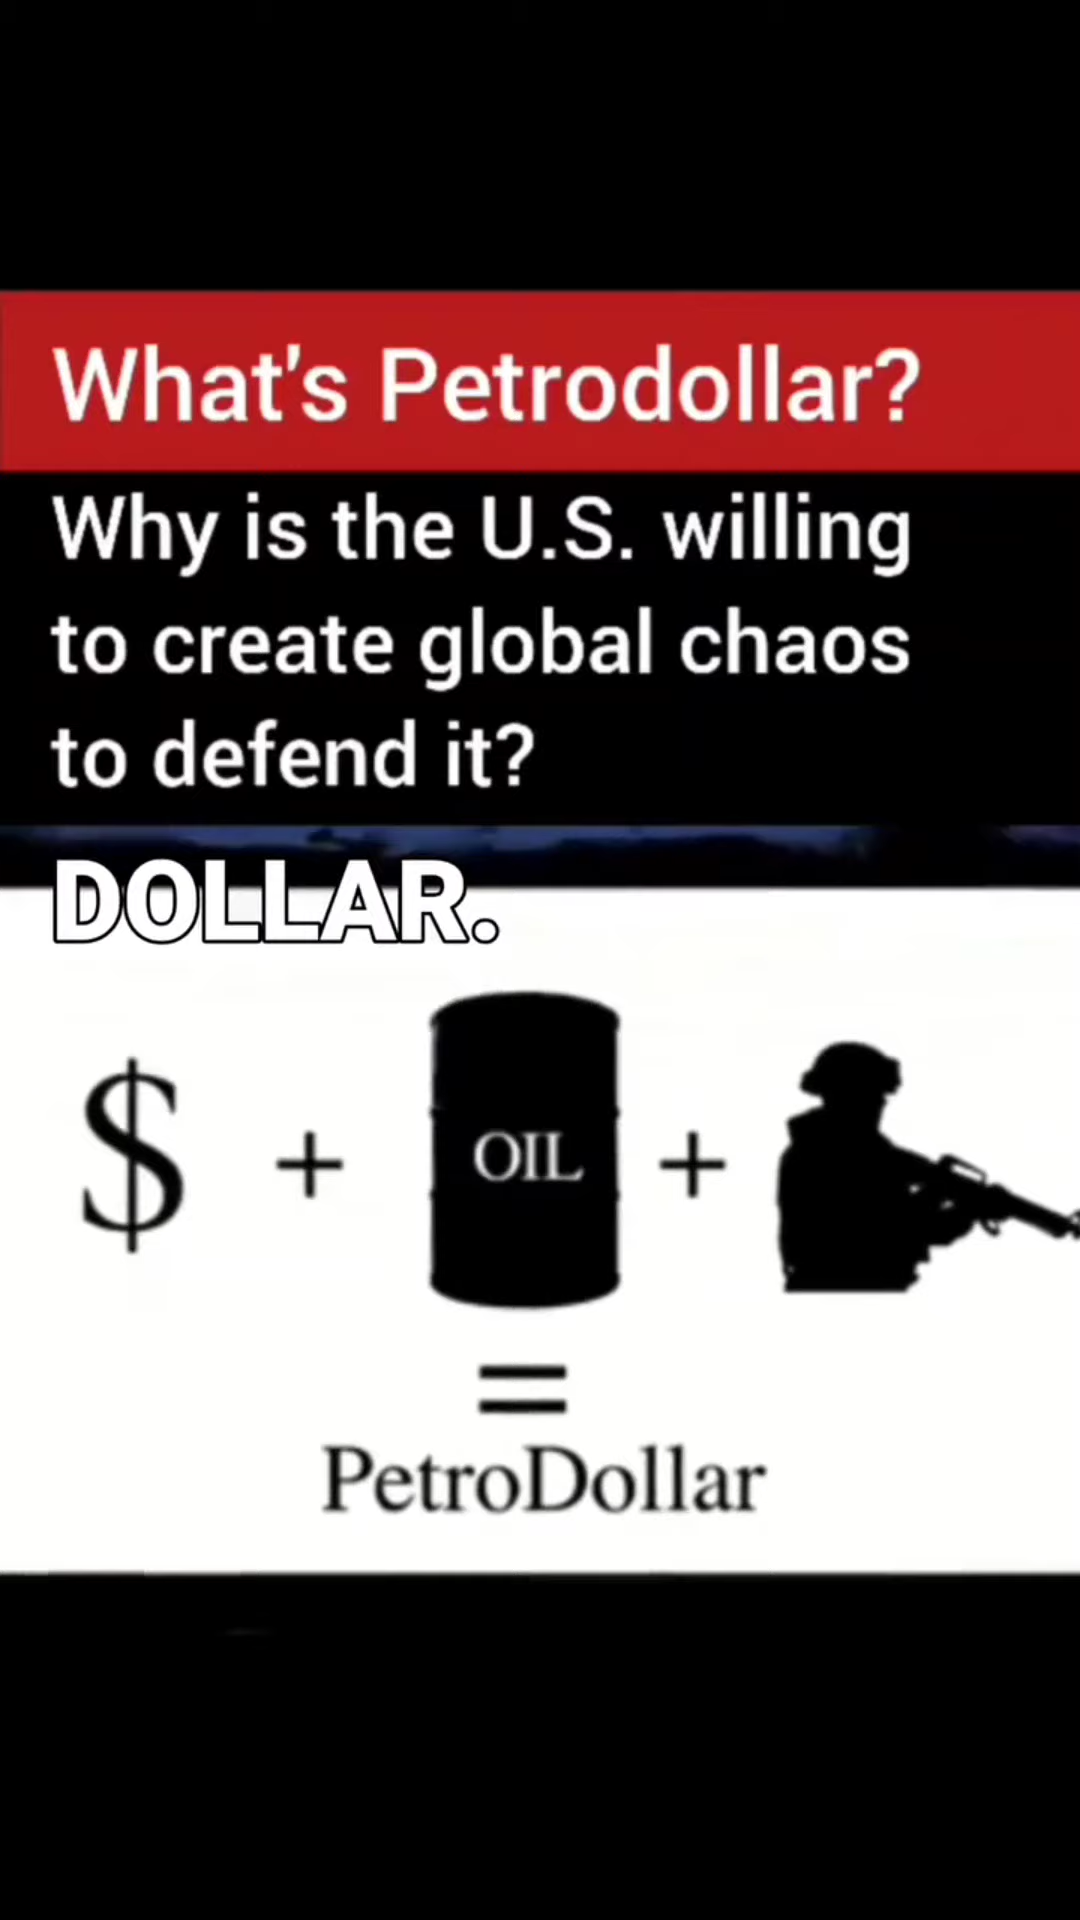 What's Petrodollar?
Why is the U.S. willing
to create global chaos
to defend it?
DOLLAR.
$ + OIL +
=
PetroDollar